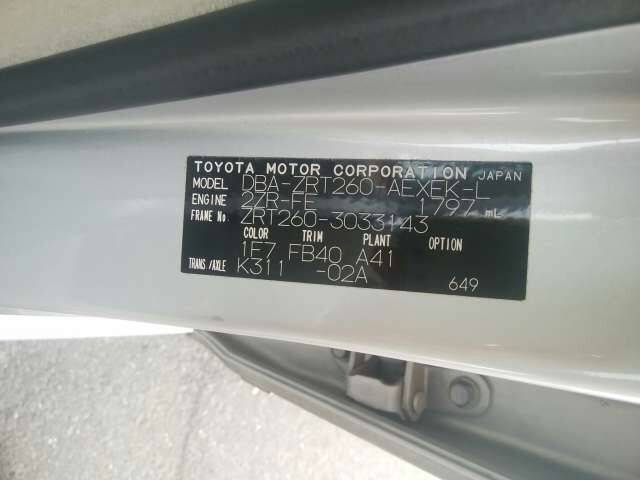 TOYOTA MOTOR CORPORATION JAPAN
MODEL DBA-ZRT260-AEXEK-L
ENGINE 2ZR-FE 1797 mL
FRAME No. ZRT260-3033143
COLOR TRIM PLANT OPTION
1F7 FB40 A41
TRANS/AXLE K311 -02A
649